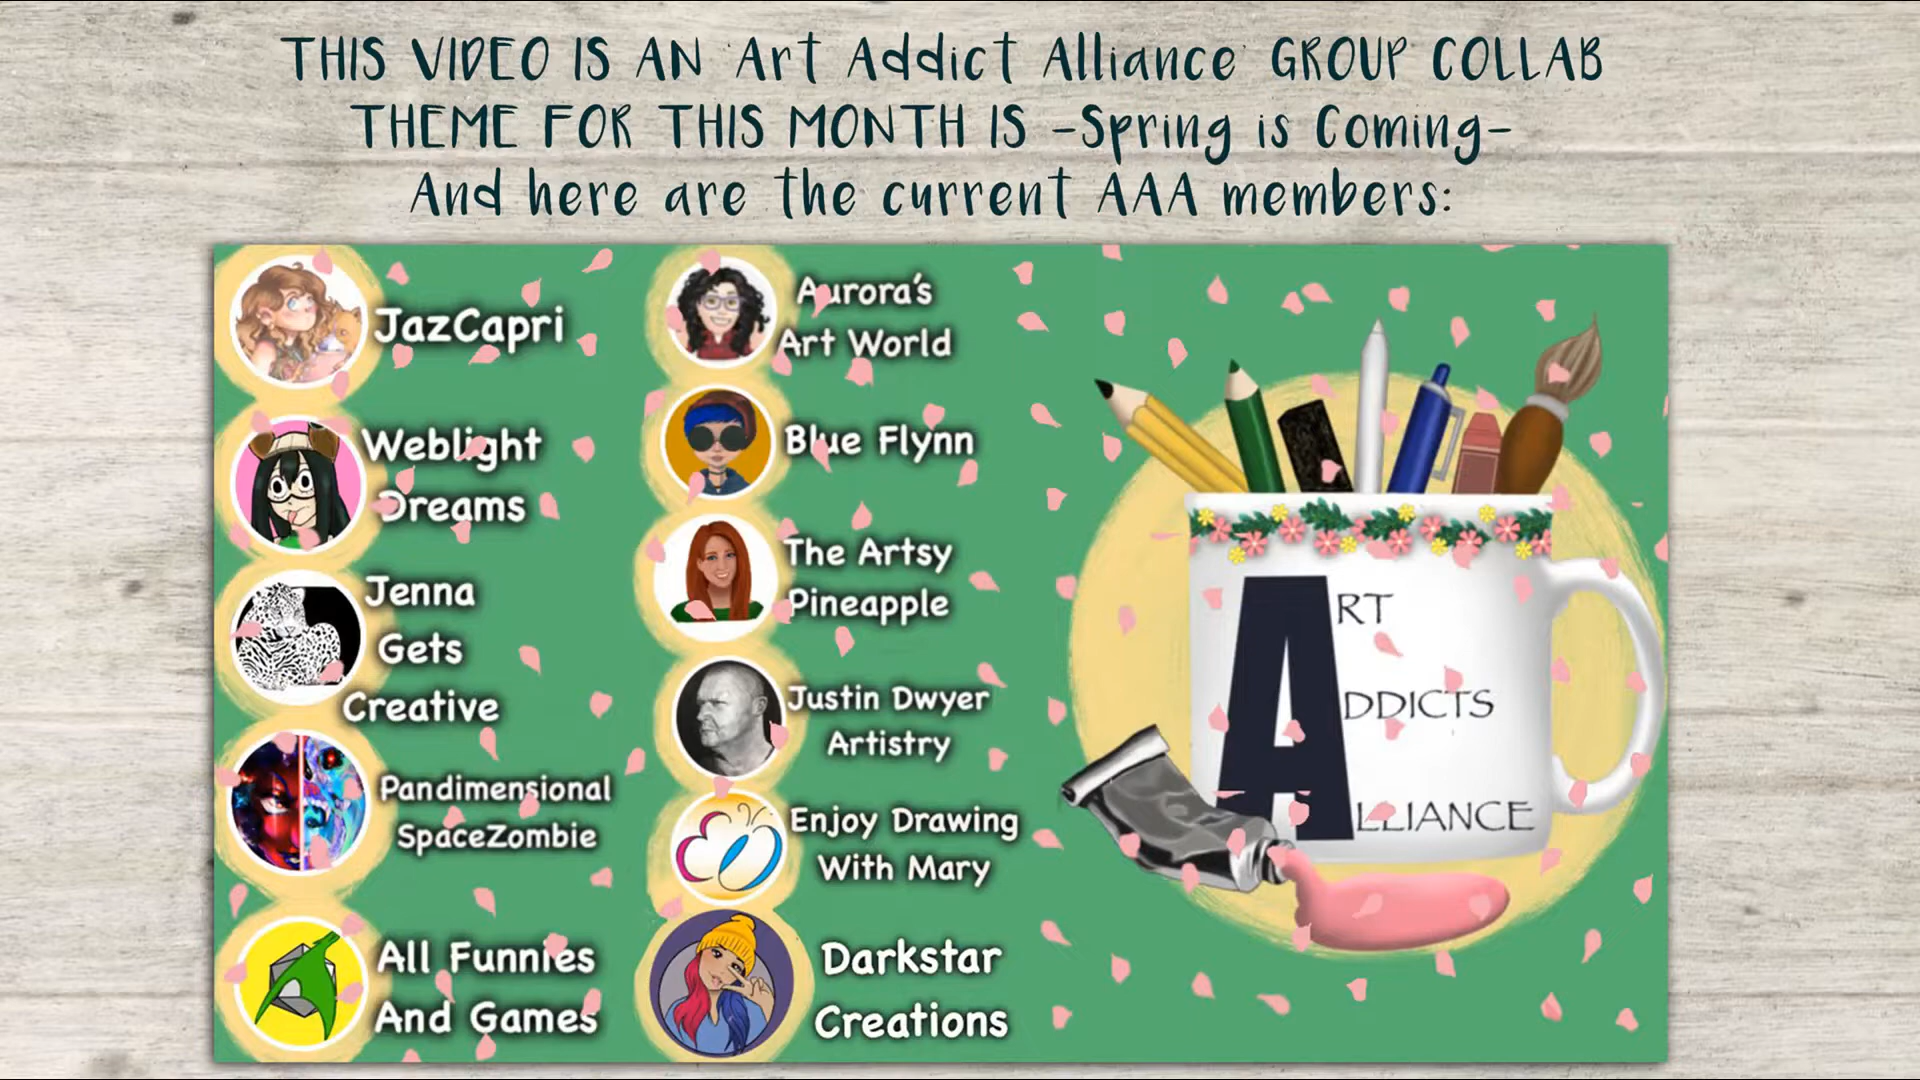 THIS VIDEO IS AN 'Art Addict Alliance' GROUP COLLAB
THEME FOR THIS MONTH IS -Spring is Coming-
And here are the current AAA members:
JazCapri
Weblight
Dreams
Jenna
Gets
Creative
Pandimensional
SpaceZombie
All Funnies
And Games
Aurora's
Art World
Blue Flynn
The Artsy
Pineapple
Justin Dwyer
Artistry
Enjoy Drawing
With Mary
Darkstar
Creations
ART
ADDICTS
ALLIANCE